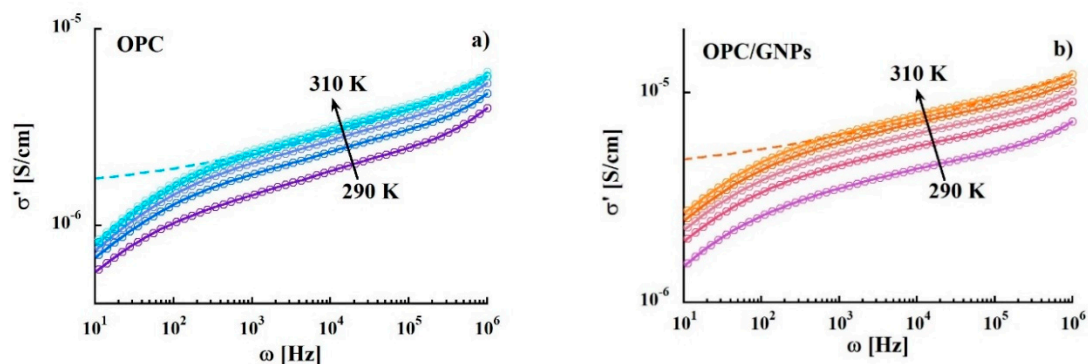 OPC
a)
10⁻⁵
310 K
290 K
10⁻⁶
σ' [S/cm]
10¹ 10² 10³ 10⁴ 10⁵ 10⁶
ω [Hz]
OPC/GNPs
b)
310 K
10⁻⁵
290 K
10⁻⁶
σ' [S/cm]
10¹ 10² 10³ 10⁴ 10⁵ 10⁶
ω [Hz]